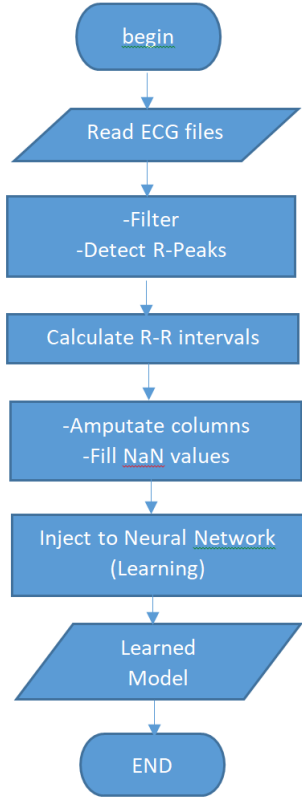 begin
Read ECG files
-Filter
-Detect R-Peaks
Calculate R-R intervals
-Amputate columns
-Fill NaN values
Inject to Neural Network
(Learning)
Learned
Model
END